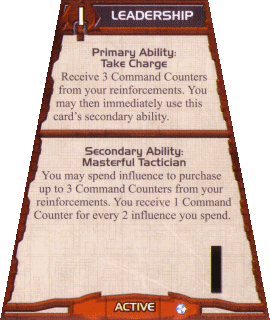 LEADERSHIP
Primary Ability:
Take Charge
Receive 3 Command Counters
from your reinforcements. You
may then immediately use this
card's secondary ability.
Secondary Ability:
Masterful Tactician
You may spend influence to purchase
up to 3 Command Counters from your
reinforcements. You receive 1 Command
Counter for every 2 influence you spend.
ACTIVE